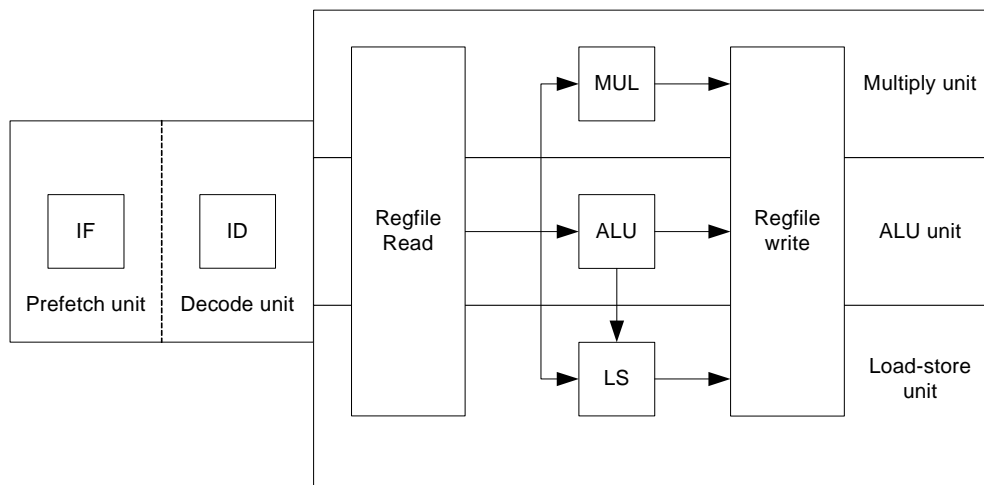 IF
Prefetch unit
ID
Decode unit
Regfile
Read
MUL
ALU
LS
Regfile
write
Multiply unit
ALU unit
Load-store
unit